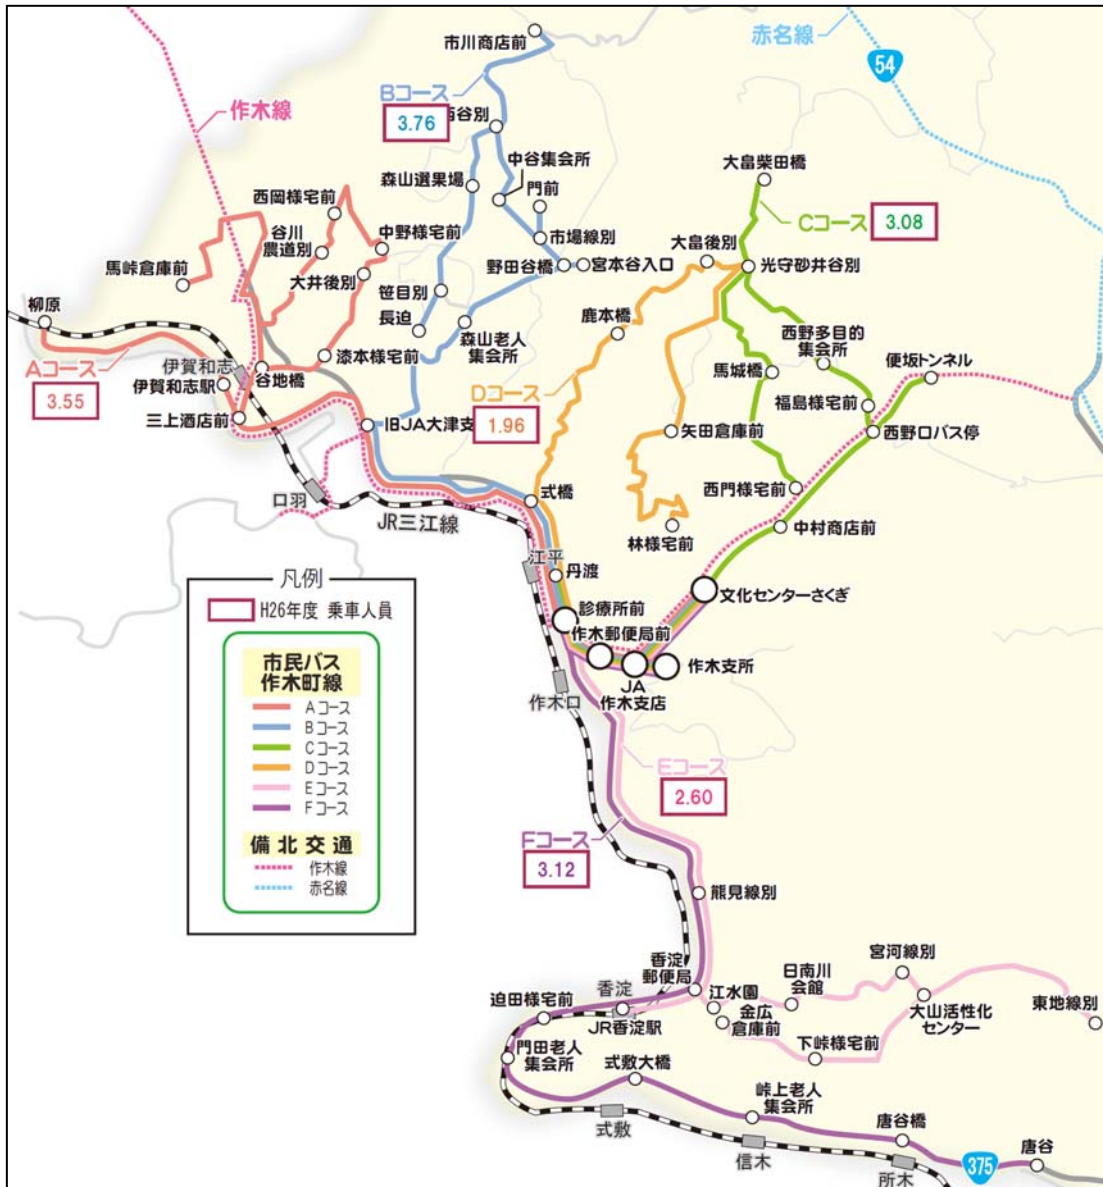 市川商店前
赤名線
54
Bコース
3.76
谷別
作木線
中谷集会所
門前
森山選果場
大畠柴田橋
西岡様宅前
Cコース
3.08
谷川
農道別
中野様宅前
市場線別
大畠後別
光守砂井谷別
馬峠倉庫前
大井後別
野田谷橋
宮本谷入口
柳原
笹目別
長迫
森山老人
集会所
鹿本橋
西野多目的
集会所
便坂トンネル
Aコース
3.55
伊賀和志
伊賀和志駅
谷地橋
漆本様宅前
馬城橋
Dコース
1.96
福島様宅前
三上酒店前
旧JA大津支
矢田倉庫前
西野口バス停
口羽
JR三江線
式橋
西門様宅前
林様宅前
中村商店前
江平
丹渡
文化センターさくぎ
診療所前
作木郵便局前
作木支所
JA
作木支店
作木口
凡例
H26年度 乗車人員
市民バス
作木町線
Aコース
Bコース
Cコース
Dコース
Eコース
Fコース
備北交通
作木線
赤名線
Eコース
2.60
Fコース
3.12
熊見線別
香淀
郵便局
宮河線別
日南川
会館
江水園
金広
倉庫前
大山活性化
センター
東地線別
迫田様宅前
香淀
JR香淀駅
下峠様宅前
門田老人
集会所
式敷大橋
峠上老人
集会所
唐谷橋
唐谷
式敷
信木
所木
375